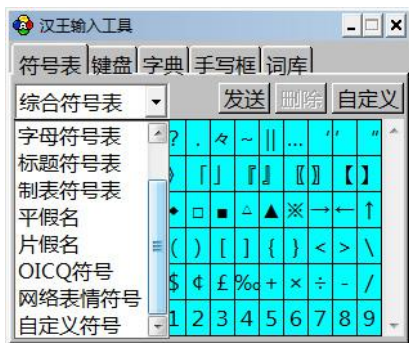 汉王输入工具
符号表 键盘 字典 手写框 词库
综合符号表 发送 删除 自定义
字母符号表
标题符号表
制表符号表
平假名
片假名
OICQ符号
网络表情符号
自定义符号
? . 々 ~ || … ‘ ’ ”
》 「 」 『 』 〖 〗 【 】
◆ □ ■ △ ▲ ※ → ← ↑
( ) [ ] { } < > \
$ ¢ £ ‰ + × ÷ - /
1 2 3 4 5 6 7 8 9